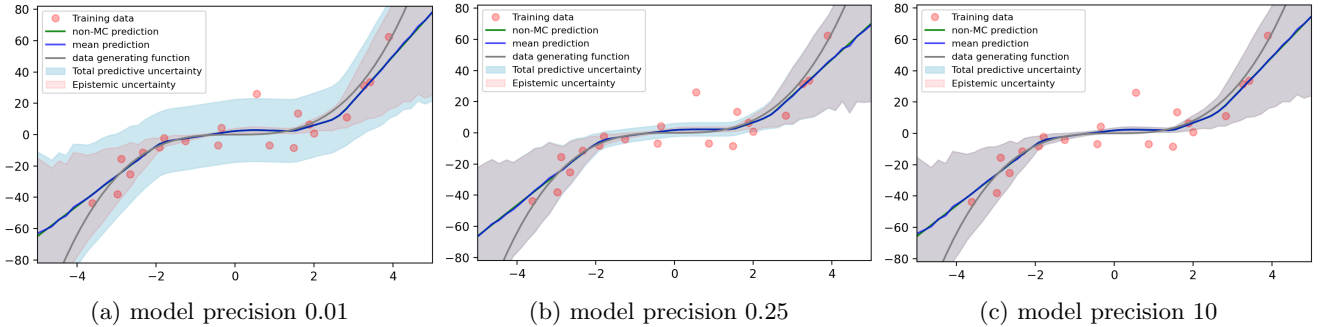 80
60
40
20
0
−20
−40
−60
−80
−4
−2
0
2
4
Training data
non-MC prediction
mean prediction
data generating function
Total predictive uncertainty
Epistemic uncertainty
(a) model precision 0.01
80
60
40
20
0
−20
−40
−60
−80
−4
−2
0
2
4
Training data
non-MC prediction
mean prediction
data generating function
Total predictive uncertainty
Epistemic uncertainty
(b) model precision 0.25
80
60
40
20
0
−20
−40
−60
−80
−4
−2
0
2
4
Training data
non-MC prediction
mean prediction
data generating function
Total predictive uncertainty
Epistemic uncertainty
(c) model precision 10